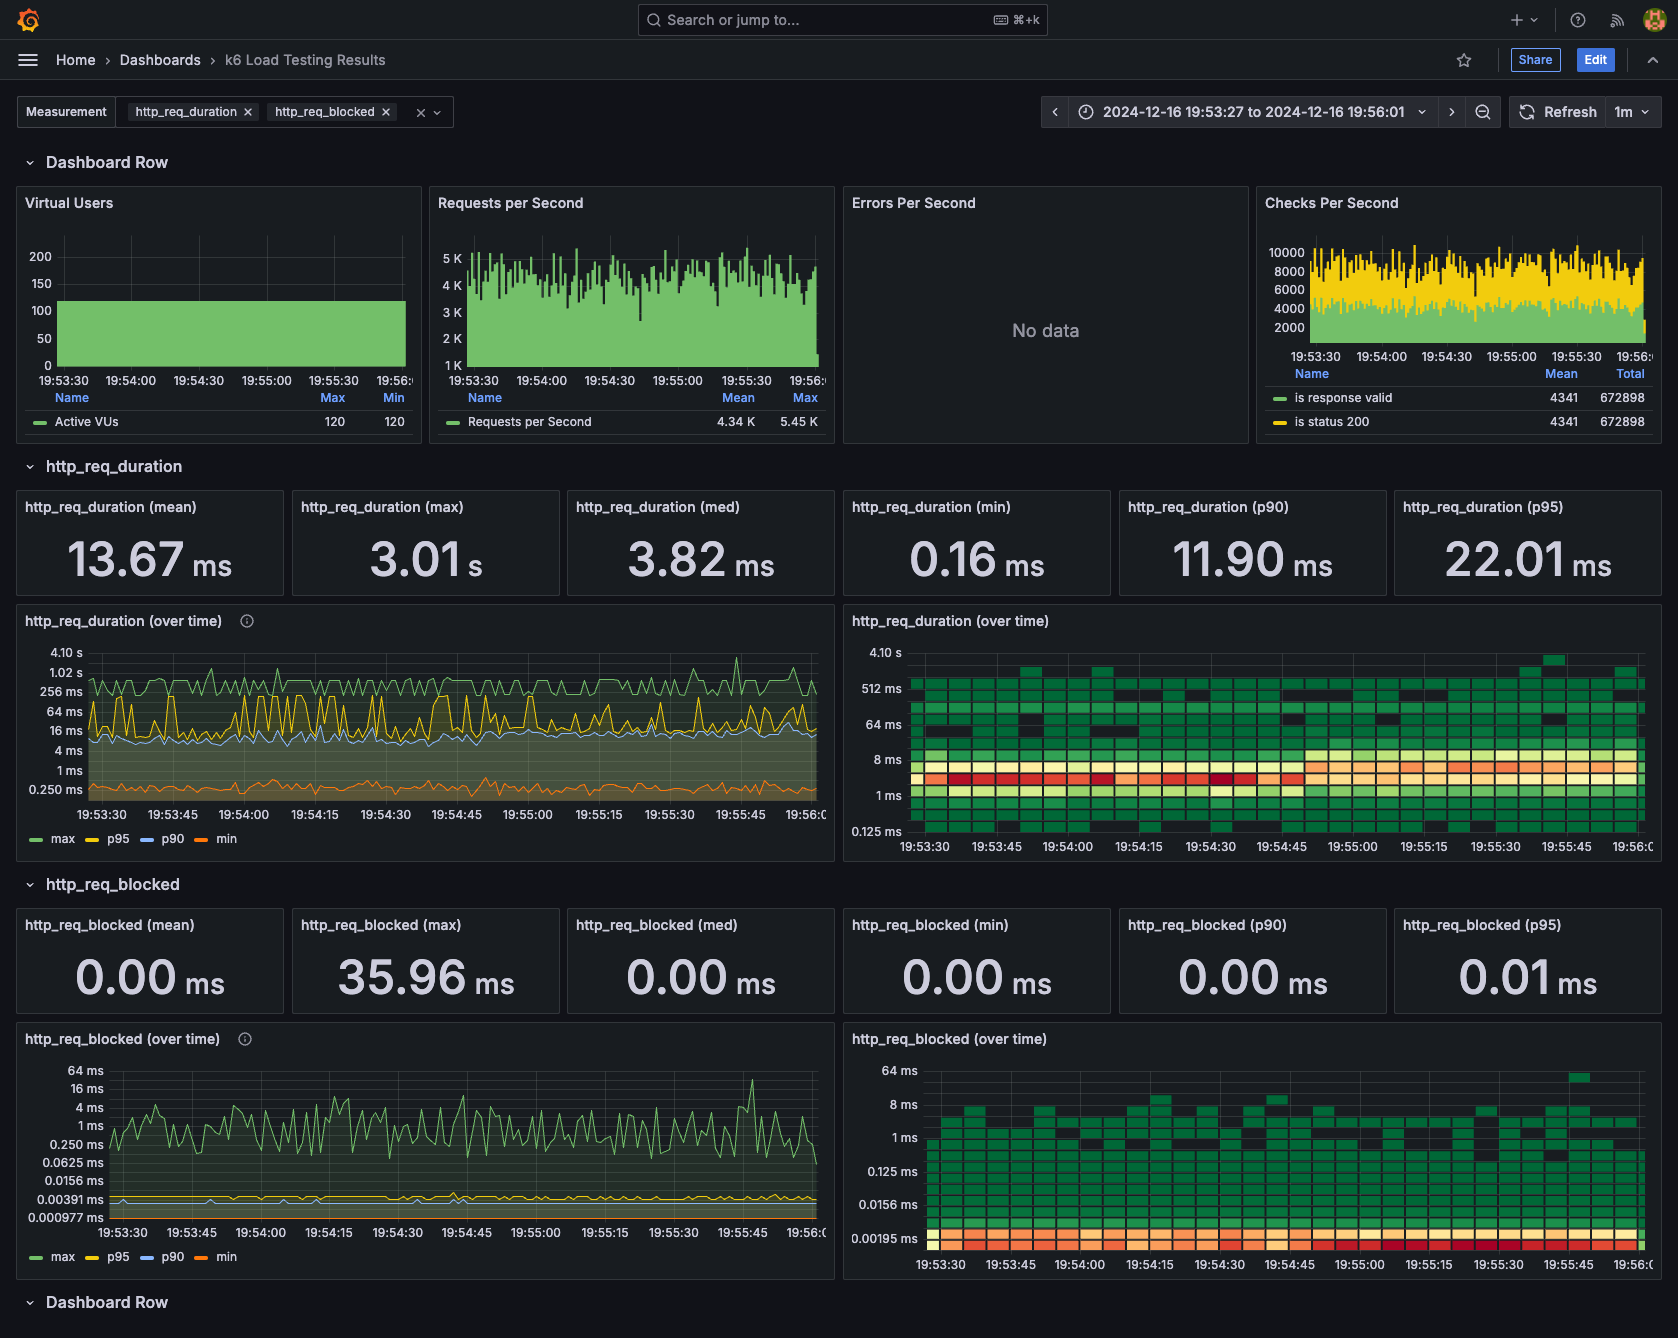 Search or jump to... ⌘+k
Home › Dashboards › k6 Load Testing Results
Share Edit
Measurement http_req_duration × http_req_blocked ×
2024-12-16 19:53:27 to 2024-12-16 19:56:01
Refresh 1m
Dashboard Row
Virtual Users
200
150
100
50
0
19:53:30 19:54:00 19:54:30 19:55:00 19:55:30 19:56:
Name Max Min
Active VUs 120 120
Requests per Second
5 K
4 K
3 K
2 K
1 K
19:53:30 19:54:00 19:54:30 19:55:00 19:55:30 19:56:
Name Mean Max
Requests per Second 4.34 K 5.45 K
Errors Per Second
No data
Checks Per Second
10000
8000
6000
4000
2000
19:53:30 19:54:00 19:54:30 19:55:00 19:55:30 19:56:
Name Mean Total
is response valid 4341 672898
is status 200 4341 672898
http_req_duration
http_req_duration (mean)
13.67 ms
http_req_duration (max)
3.01 s
http_req_duration (med)
3.82 ms
http_req_duration (min)
0.16 ms
http_req_duration (p90)
11.90 ms
http_req_duration (p95)
22.01 ms
http_req_duration (over time)
4.10 s
1.02 s
256 ms
64 ms
16 ms
4 ms
1 ms
0.250 ms
19:53:30 19:53:45 19:54:00 19:54:15 19:54:30 19:54:45 19:55:00 19:55:15 19:55:30 19:55:45 19:56:0
max p95 p90 min
http_req_duration (over time)
4.10 s
512 ms
64 ms
8 ms
1 ms
0.125 ms
19:53:30 19:53:45 19:54:00 19:54:15 19:54:30 19:54:45 19:55:00 19:55:15 19:55:30 19:55:45 19:56:0
http_req_blocked
http_req_blocked (mean)
0.00 ms
http_req_blocked (max)
35.96 ms
http_req_blocked (med)
0.00 ms
http_req_blocked (min)
0.00 ms
http_req_blocked (p90)
0.00 ms
http_req_blocked (p95)
0.01 ms
http_req_blocked (over time)
64 ms
16 ms
4 ms
1 ms
0.250 ms
0.0625 ms
0.0156 ms
0.00391 ms
0.000977 ms
19:53:30 19:53:45 19:54:00 19:54:15 19:54:30 19:54:45 19:55:00 19:55:15 19:55:30 19:55:45 19:56:0
max p95 p90 min
http_req_blocked (over time)
64 ms
8 ms
1 ms
0.125 ms
0.0156 ms
0.00195 ms
19:53:30 19:53:45 19:54:00 19:54:15 19:54:30 19:54:45 19:55:00 19:55:15 19:55:30 19:55:45 19:56:0
Dashboard Row